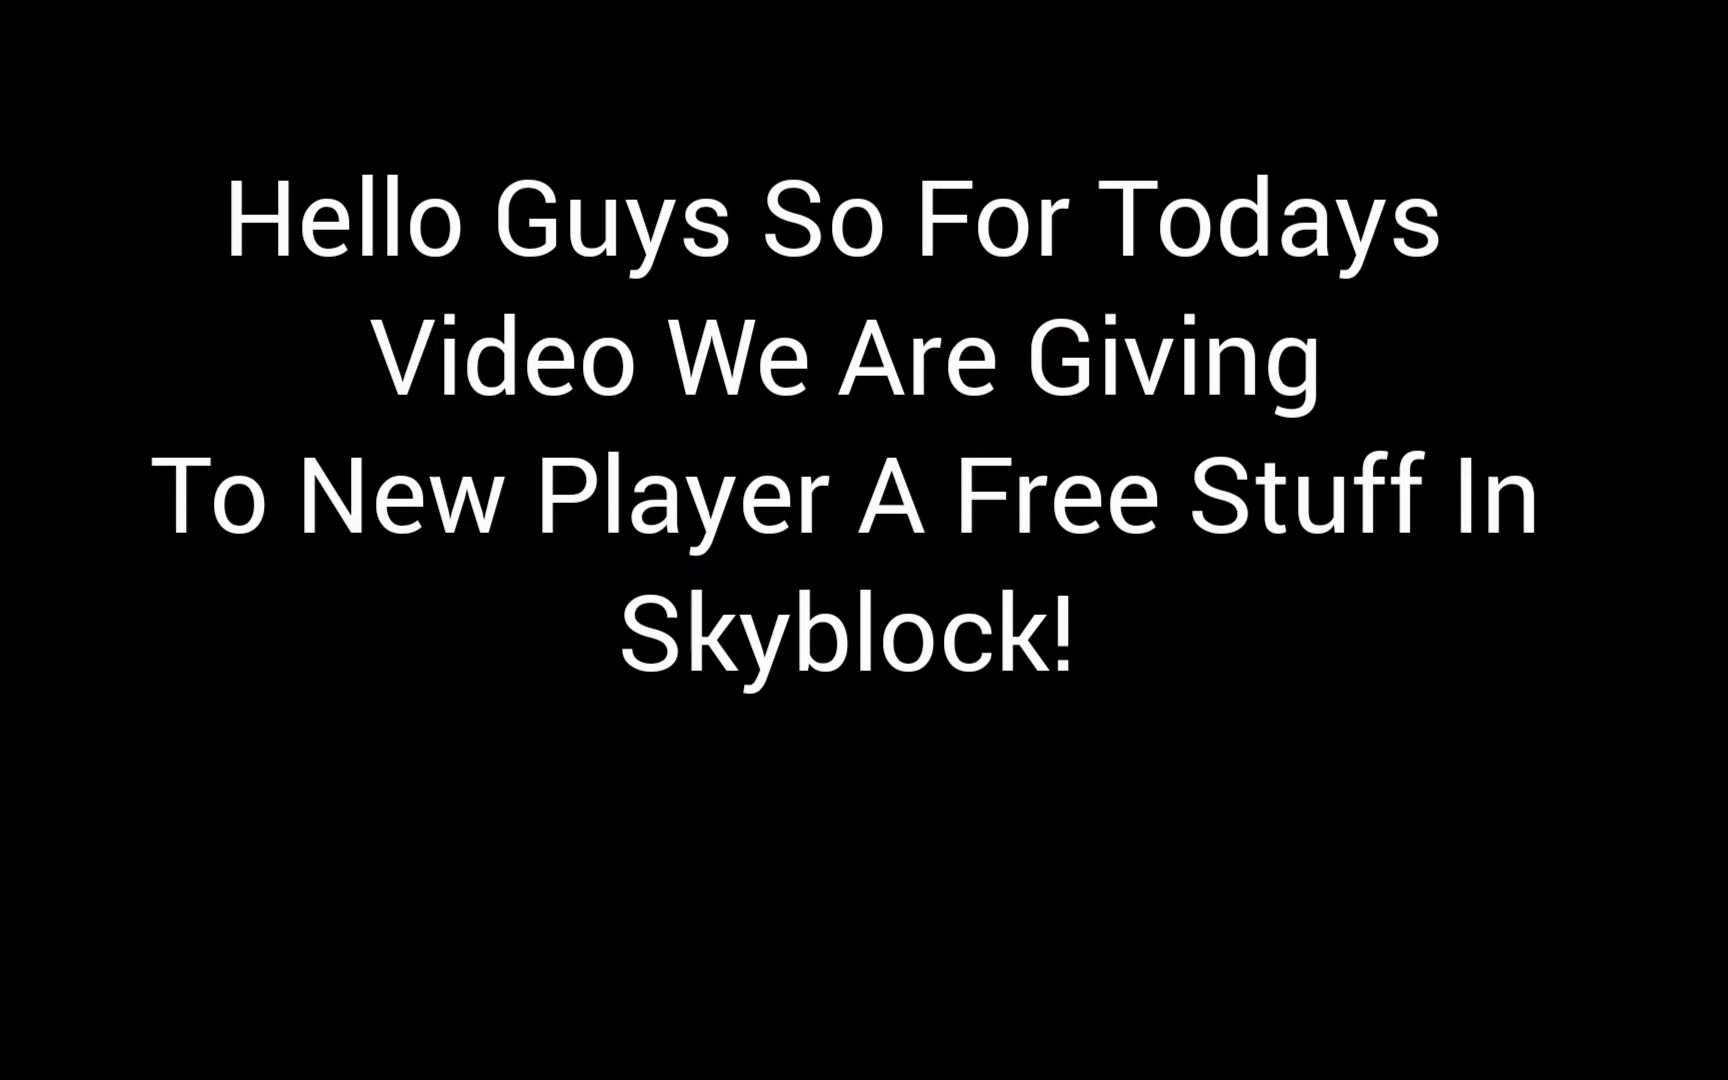 Hello Guys So For Todays
Video We Are Giving
To New Player A Free Stuff In
Skyblock!